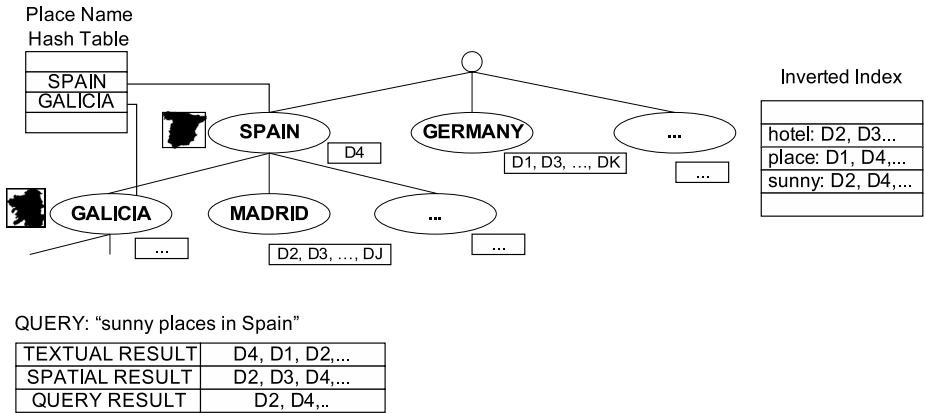 Place Name
Hash Table
SPAIN
GALICIA
SPAIN
GERMANY
...
D4
D1, D3, ..., DK
...
GALICIA
MADRID
...
...
D2, D3, ..., DJ
...
Inverted Index
hotel: D2, D3...
place: D1, D4,...
sunny: D2, D4,...
QUERY: “sunny places in Spain”
TEXTUAL RESULT D4, D1, D2,...
SPATIAL RESULT D2, D3, D4,...
QUERY RESULT D2, D4,..